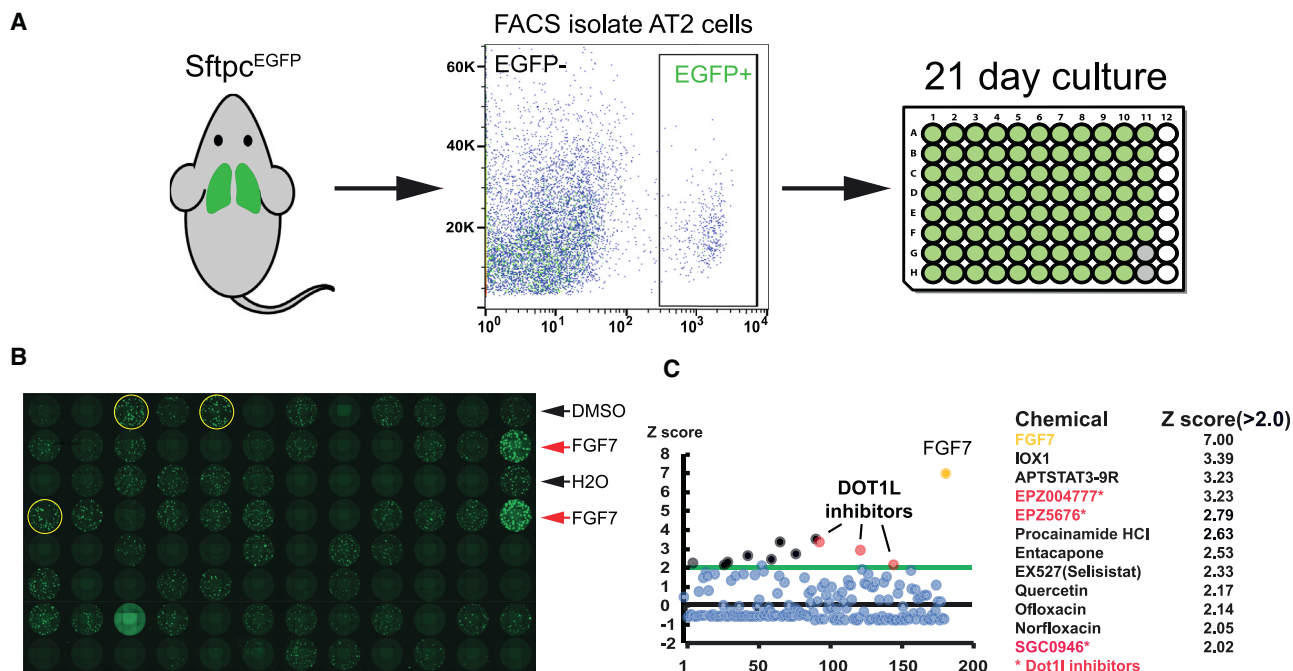 A
Sftpc^EGFP
FACS isolate AT2 cells
EGFP-
EGFP+
60K
40K
20K
10^0 10^1 10^2 10^3 10^4
21 day culture
1 2 3 4 5 6 7 8 9 10 11 12
A
B
C
D
E
F
G
H
B
DMSO
FGF7
H2O
FGF7
C
Z score
8
7
6
5
4
3
2
1
0
-1
-2
1 50 100 150 200
FGF7
DOT1L
inhibitors
Chemical Z score(>2.0)
FGF7 7.00
IOX1 3.39
APTSTAT3-9R 3.23
EPZ004777* 3.23
EPZ5676* 2.79
Procainamide HCl 2.63
Entacapone 2.53
EX527(Selisistat) 2.33
Quercetin 2.17
Ofloxacin 2.14
Norfloxacin 2.05
SGC0946* 2.02
* Dot1l inhibitors